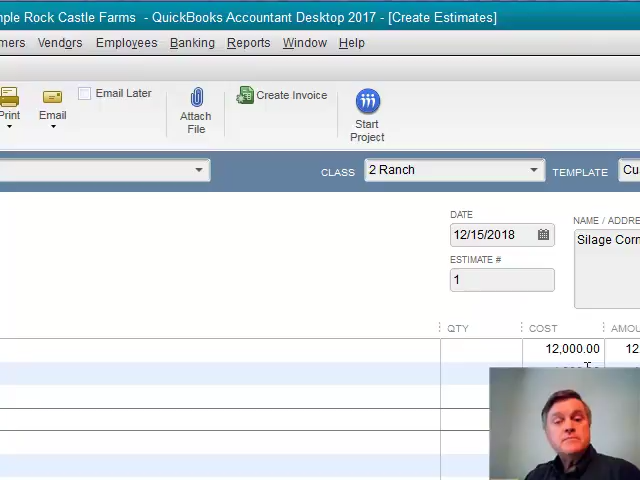 mple Rock Castle Farms - QuickBooks Accountant Desktop 2017 - [Create Estimates]
mers Vendors Employees Banking Reports Window Help
Print Email Email Later Attach File Create Invoice Start Project
CLASS 2 Ranch TEMPLATE Cu
DATE NAME / ADDRE
12/15/2018 Silage Corn
ESTIMATE #
1
QTY COST AMOU
12,000.00 12